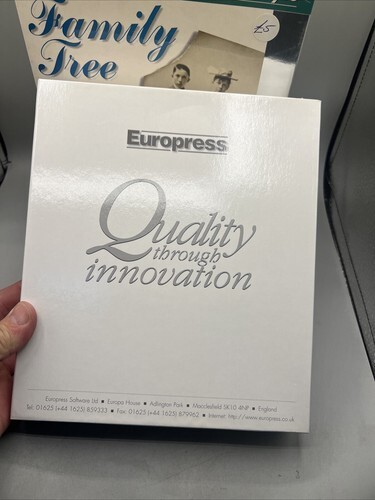 Family
Tree
£5
Europress
Quality
through
innovation
Europress Software Ltd ■ Europa House ■ Adlington Park ■ Macclesfield SK10 4NP ■ England
Tel: 01625 (+44 1625) 859333 ■ Fax: 01625 (+44 1625) 879962 ■ Internet: http://www.europress.co.uk